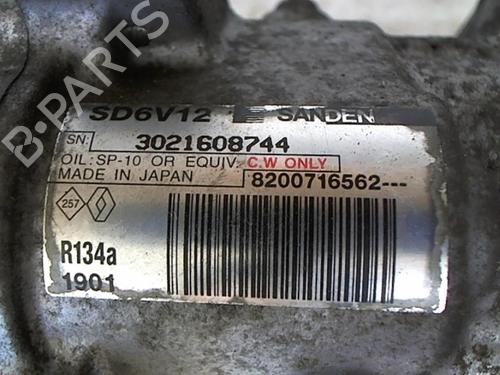 SD6V12 SANDEN
SN: 3021608744
OIL: SP-10 OR EQUIV. C.W ONLY
MADE IN JAPAN 8200716562---
257
R134a
1901
B-PARTS